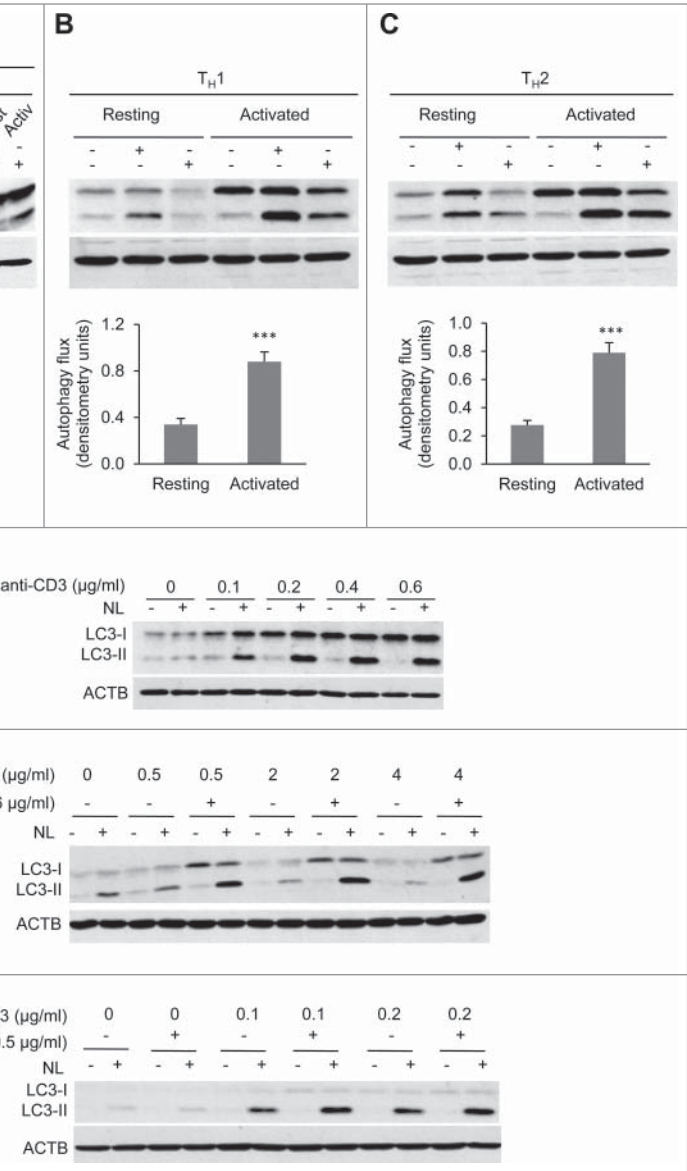 B
T_H1
Resting Activated
- + - - + -
- - + - - +
Activ
-
+
Autophagy flux
(densitometry units)
1.2
0.8
0.4
0.0
***
Resting Activated
C
T_H2
Resting Activated
- + - - + -
- - + - - +
Autophagy flux
(densitometry units)
1.0
0.8
0.6
0.4
0.2
0.0
***
Resting Activated
anti-CD3 (µg/ml) 0 0.1 0.2 0.4 0.6
NL - + - + - + - + - +
LC3-I
LC3-II
ACTB
(µg/ml) 0 0.5 0.5 2 2 4 4
6 µg/ml) - - + - + - +
NL - + - + - + - + - + - + - +
LC3-I
LC3-II
ACTB
3 (µg/ml) 0 0 0.1 0.1 0.2 0.2
.5 µg/ml) - + - + - +
NL - + - + - + - + - + - +
LC3-I
LC3-II
ACTB